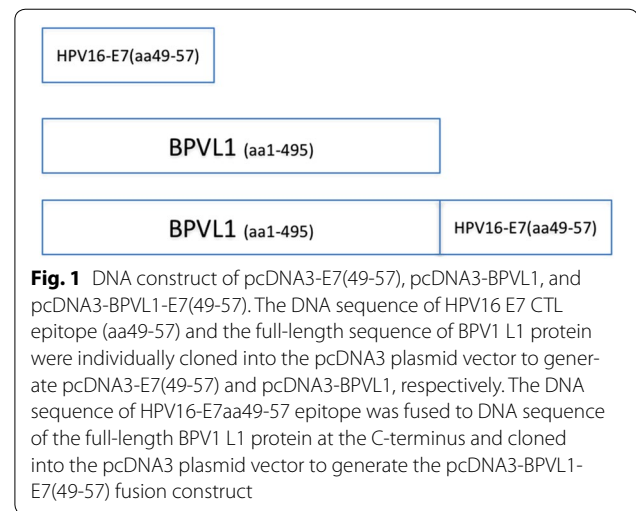 HPV16-E7(aa49-57)
BPVL1 (aa1-495)
BPVL1 (aa1-495) HPV16-E7(aa49-57)
Fig. 1 DNA construct of pcDNA3-E7(49-57), pcDNA3-BPVL1, and
pcDNA3-BPVL1-E7(49-57). The DNA sequence of HPV16 E7 CTL
epitope (aa49-57) and the full-length sequence of BPV1 L1 protein
were individually cloned into the pcDNA3 plasmid vector to gener-
ate pcDNA3-E7(49-57) and pcDNA3-BPVL1, respectively. The DNA
sequence of HPV16-E7aa49-57 epitope was fused to DNA sequence
of the full-length BPV1 L1 protein at the C-terminus and cloned
into the pcDNA3 plasmid vector to generate the pcDNA3-BPVL1-
E7(49-57) fusion construct